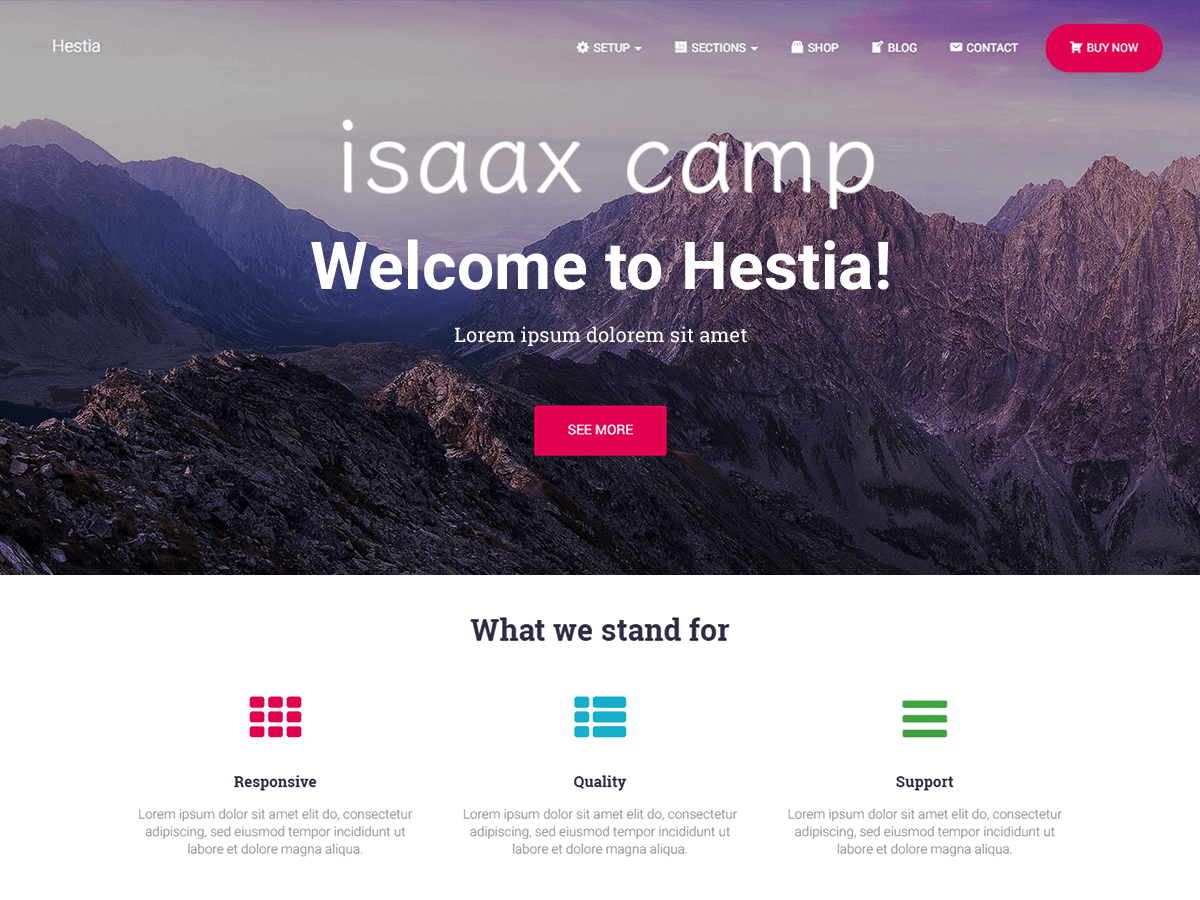 Hestia
SETUP
SECTIONS
SHOP
BLOG
CONTACT
BUY NOW
isaax camp
Welcome to Hestia!
Lorem ipsum dolorem sit amet
SEE MORE
What we stand for
Responsive
Lorem ipsum dolor sit amet elit do, consectetur
adipiscing, sed eiusmod tempor incididunt ut
labore et dolore magna aliqua.
Quality
Lorem ipsum dolor sit amet elit do, consectetur
adipiscing, sed eiusmod tempor incididunt ut
labore et dolore magna aliqua.
Support
Lorem ipsum dolor sit amet elit do, consectetur
adipiscing, sed eiusmod tempor incididunt ut
labore et dolore magna aliqua.